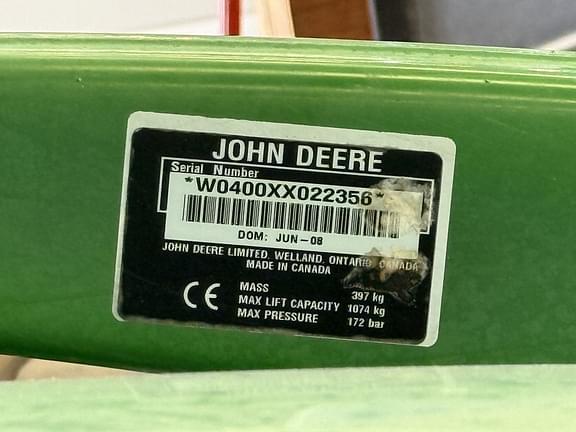 JOHN DEERE
Serial Number
*W0400XX022356*
DOM: JUN-08
JOHN DEERE LIMITED, WELLAND, ONTARIO, CANADA
MADE IN CANADA
CE
MASS 397 kg
MAX LIFT CAPACITY 1074 kg
MAX PRESSURE 172 bar